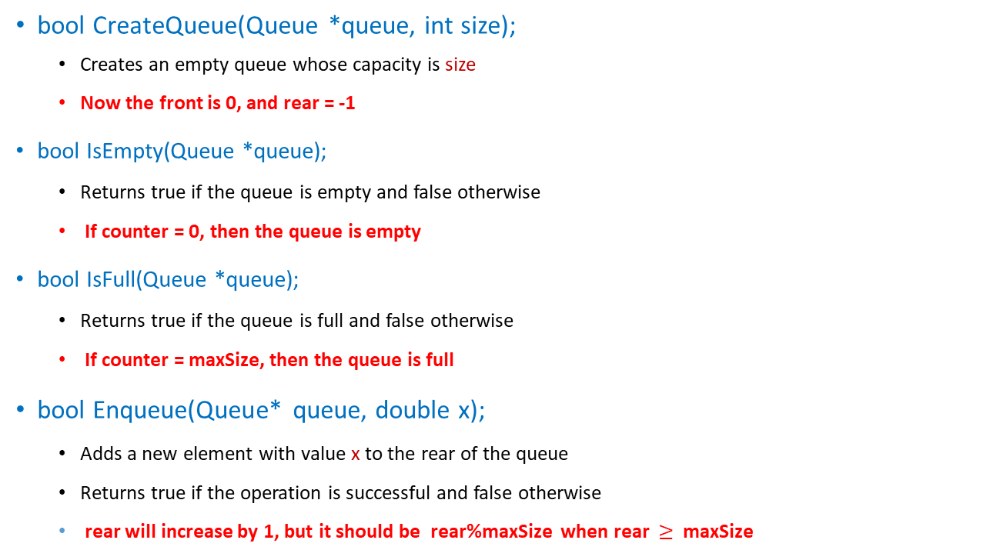 • bool CreateQueue(Queue *queue, int size);
• Creates an empty queue whose capacity is size
• Now the front is 0, and rear = -1
• bool IsEmpty(Queue *queue);
• Returns true if the queue is empty and false otherwise
• If counter = 0, then the queue is empty
• bool IsFull(Queue *queue);
• Returns true if the queue is full and false otherwise
• If counter = maxSize, then the queue is full
• bool Enqueue(Queue* queue, double x);
• Adds a new element with value x to the rear of the queue
• Returns true if the operation is successful and false otherwise
• rear will increase by 1, but it should be rear%maxSize when rear ≥ maxSize